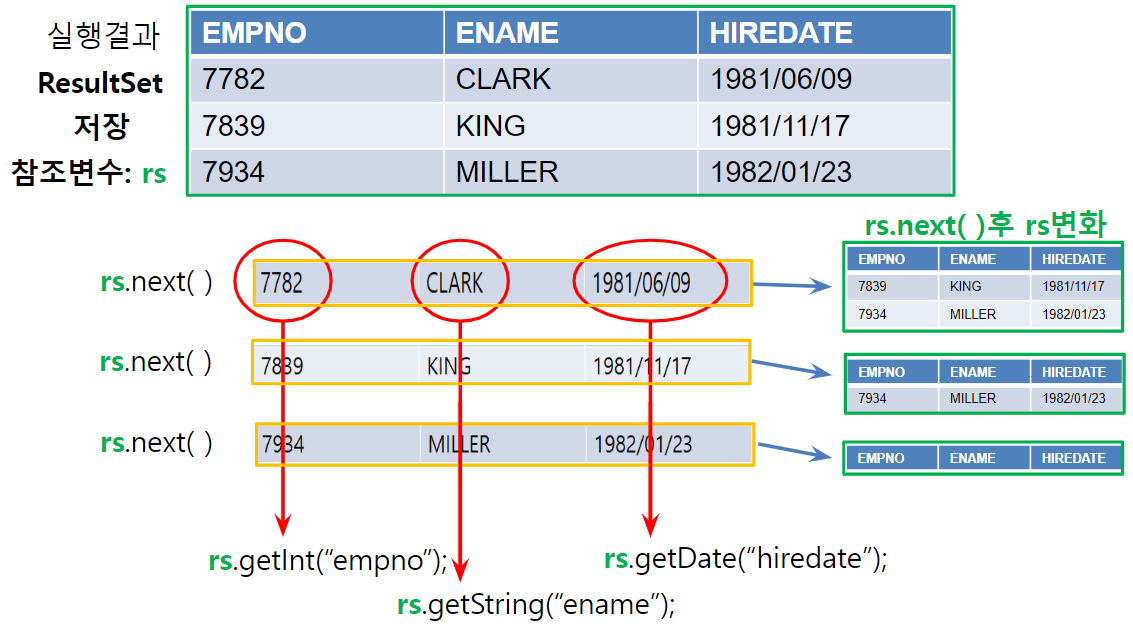 실행결과
ResultSet
저장
참조변수: rs
EMPNO ENAME HIREDATE
7782 CLARK 1981/06/09
7839 KING 1981/11/17
7934 MILLER 1982/01/23
rs.next( )후 rs변화
rs.next( ) 7782 CLARK 1981/06/09
EMPNO ENAME HIREDATE
7839 KING 1981/11/17
7934 MILLER 1982/01/23
rs.next( ) 7839 KING 1981/11/17
EMPNO ENAME HIREDATE
7934 MILLER 1982/01/23
rs.next( ) 7934 MILLER 1982/01/23
EMPNO ENAME HIREDATE
rs.getInt(“empno”);
rs.getDate(“hiredate”);
rs.getString(“ename”);